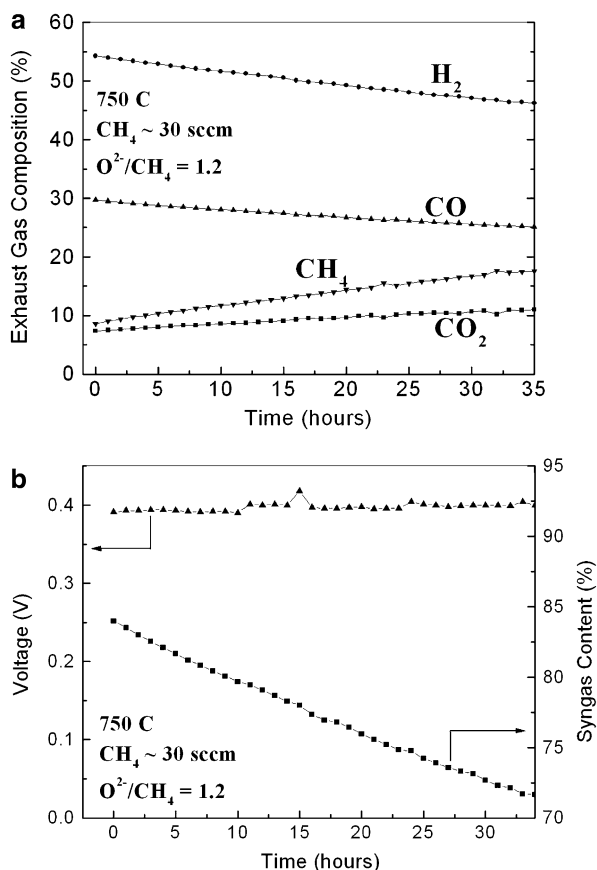 a
60
50
40
30
20
10
0
Exhaust Gas Composition (%)
750 C
CH₄ ~ 30 sccm
O²⁻/CH₄ = 1.2
H₂
CO
CH₄
CO₂
0 5 10 15 20 25 30 35
Time (hours)
b
0.4
0.3
0.2
0.1
0.0
Voltage (V)
95
90
85
80
75
70
Syngas Content (%)
750 C
CH₄ ~ 30 sccm
O²⁻/CH₄ = 1.2
0 5 10 15 20 25 30
Time (hours)